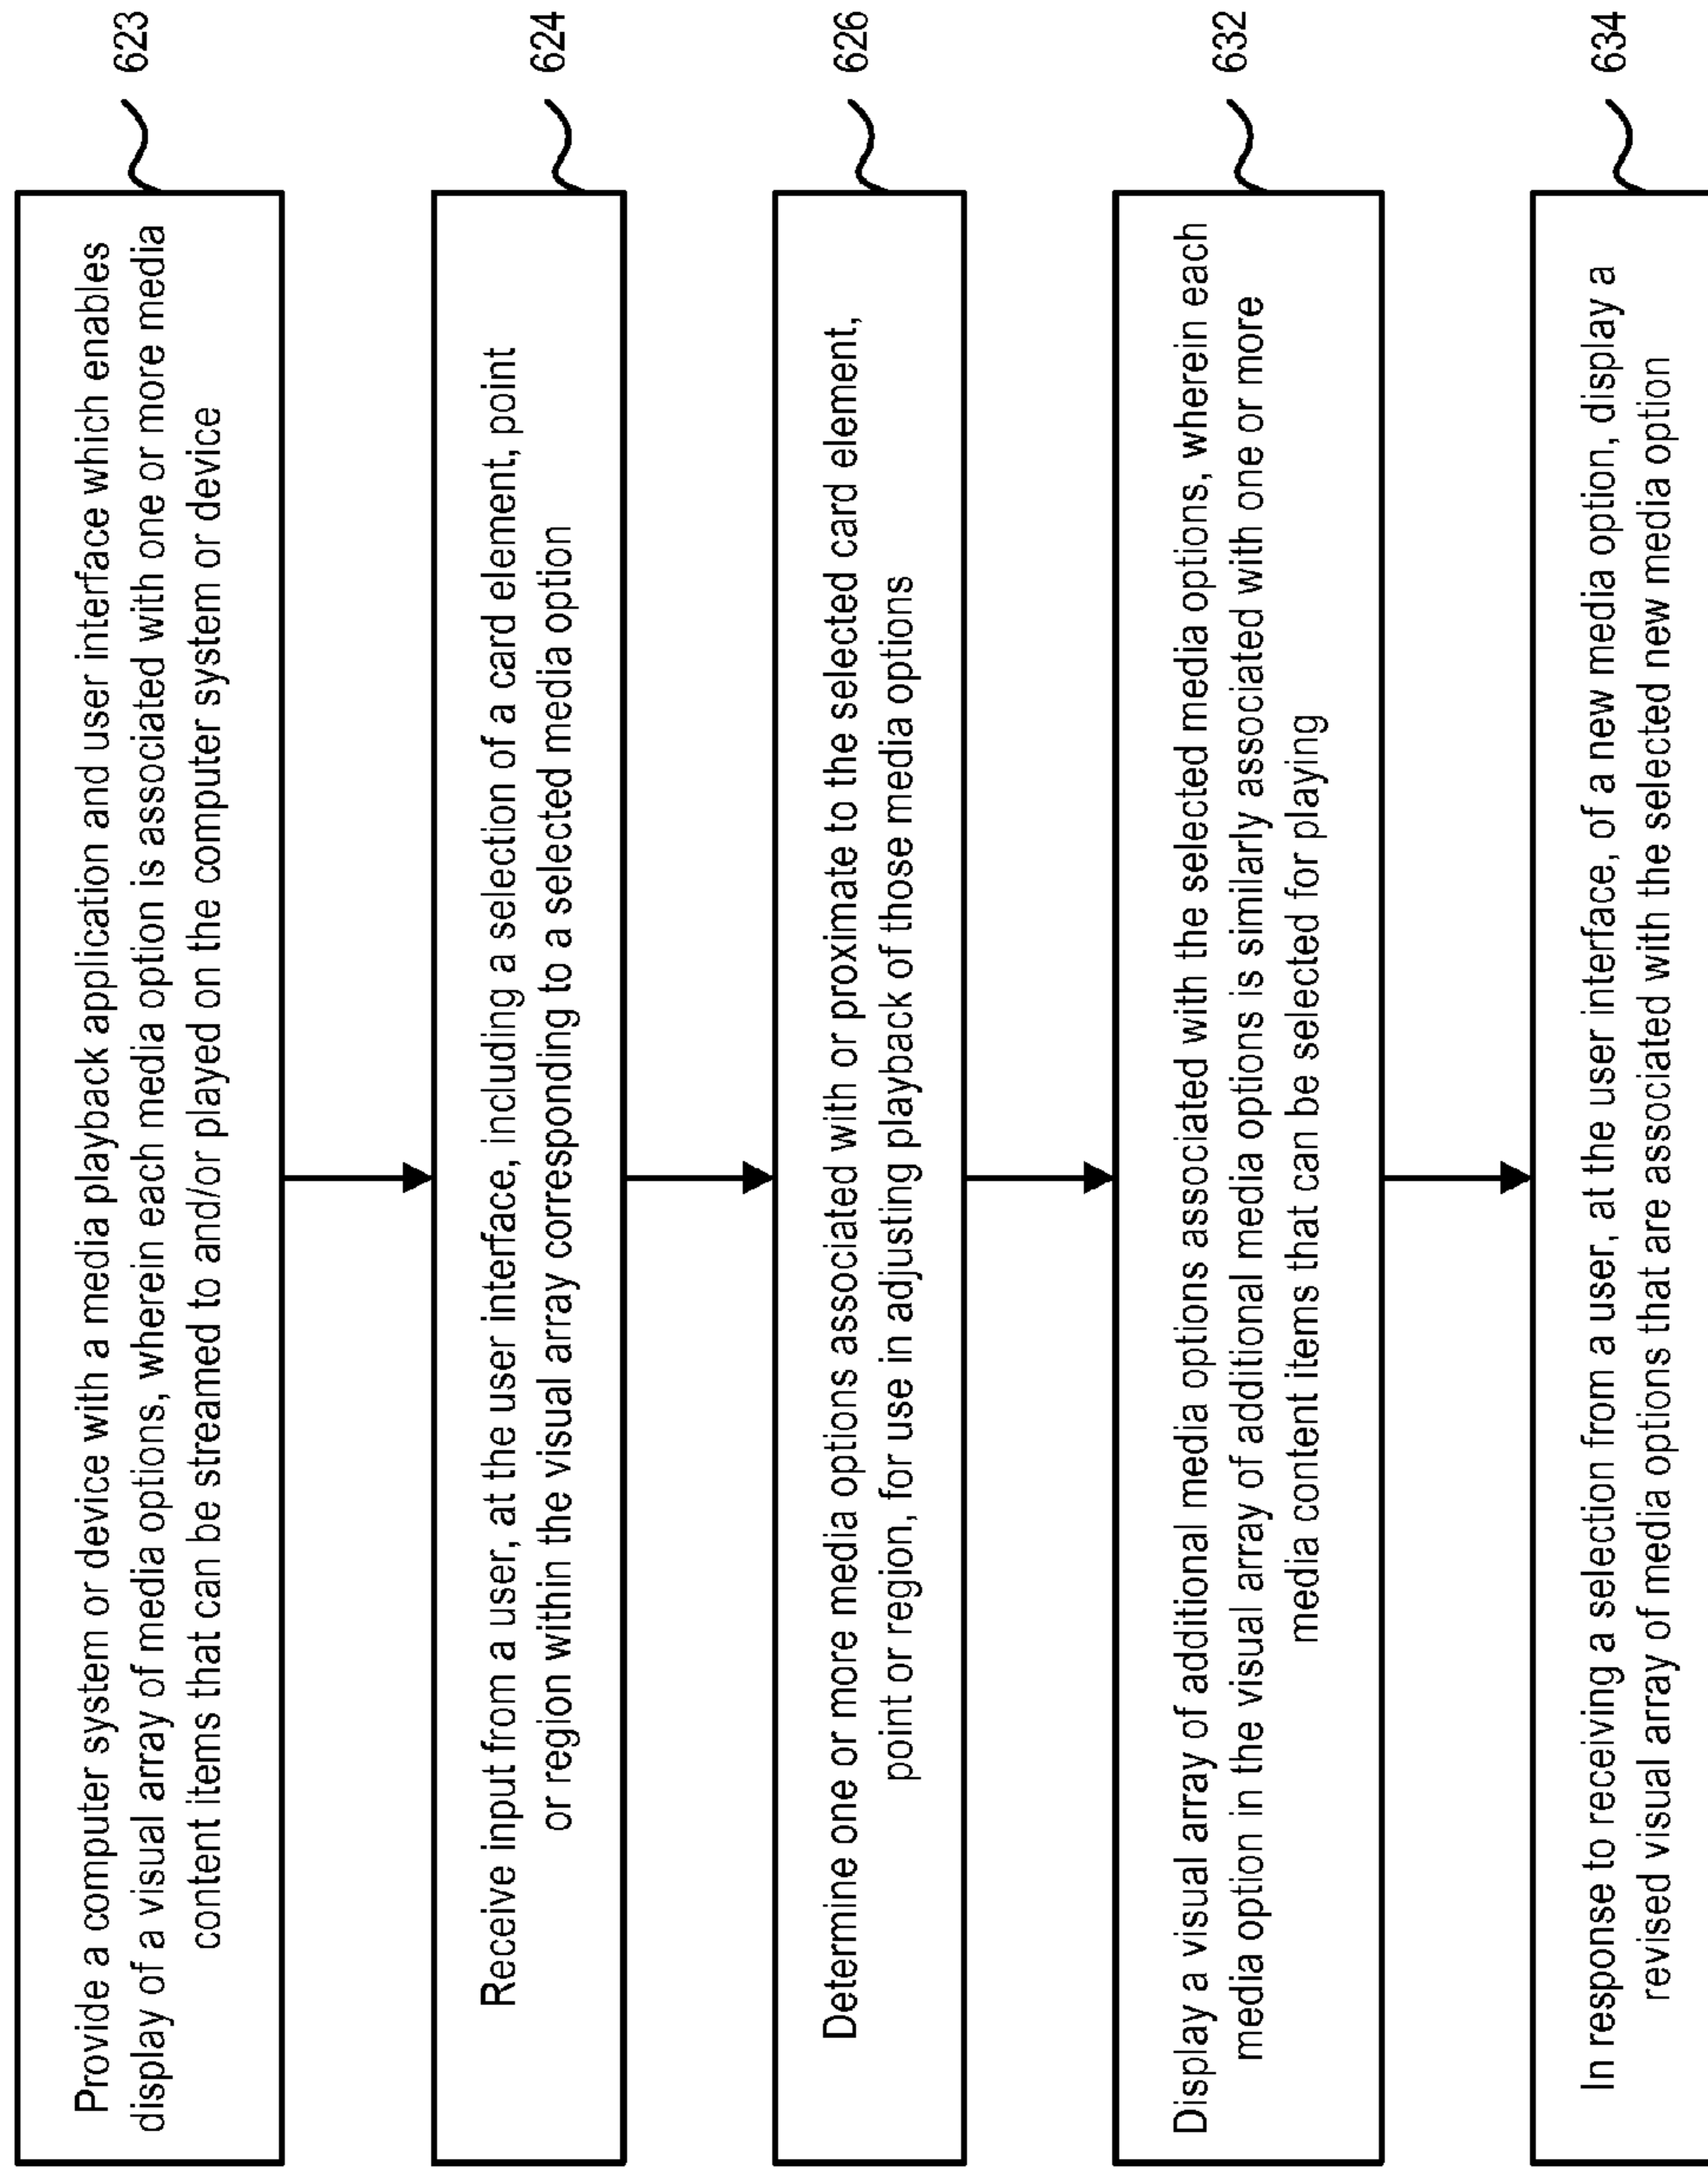 Provide a computer system or device with a media playback application and user interface which enables
display of a visual array of media options, wherein each media option is associated with one or more media
content items that can be streamed to and/or played on the computer system or device
623
Receive input from a user, at the user interface, including a selection of a card element, point
or region within the visual array corresponding to a selected media option
624
Determine one or more media options associated with or proximate to the selected card element,
point or region, for use in adjusting playback of those media options
626
Display a visual array of additional media options associated with the selected media options, wherein each
media option in the visual array of additional media options is similarly associated with one or more
media content items that can be selected for playing
632
In response to receiving a selection from a user, at the user interface, of a new media option, display a
revised visual array of media options that are associated with the selected new media option
634